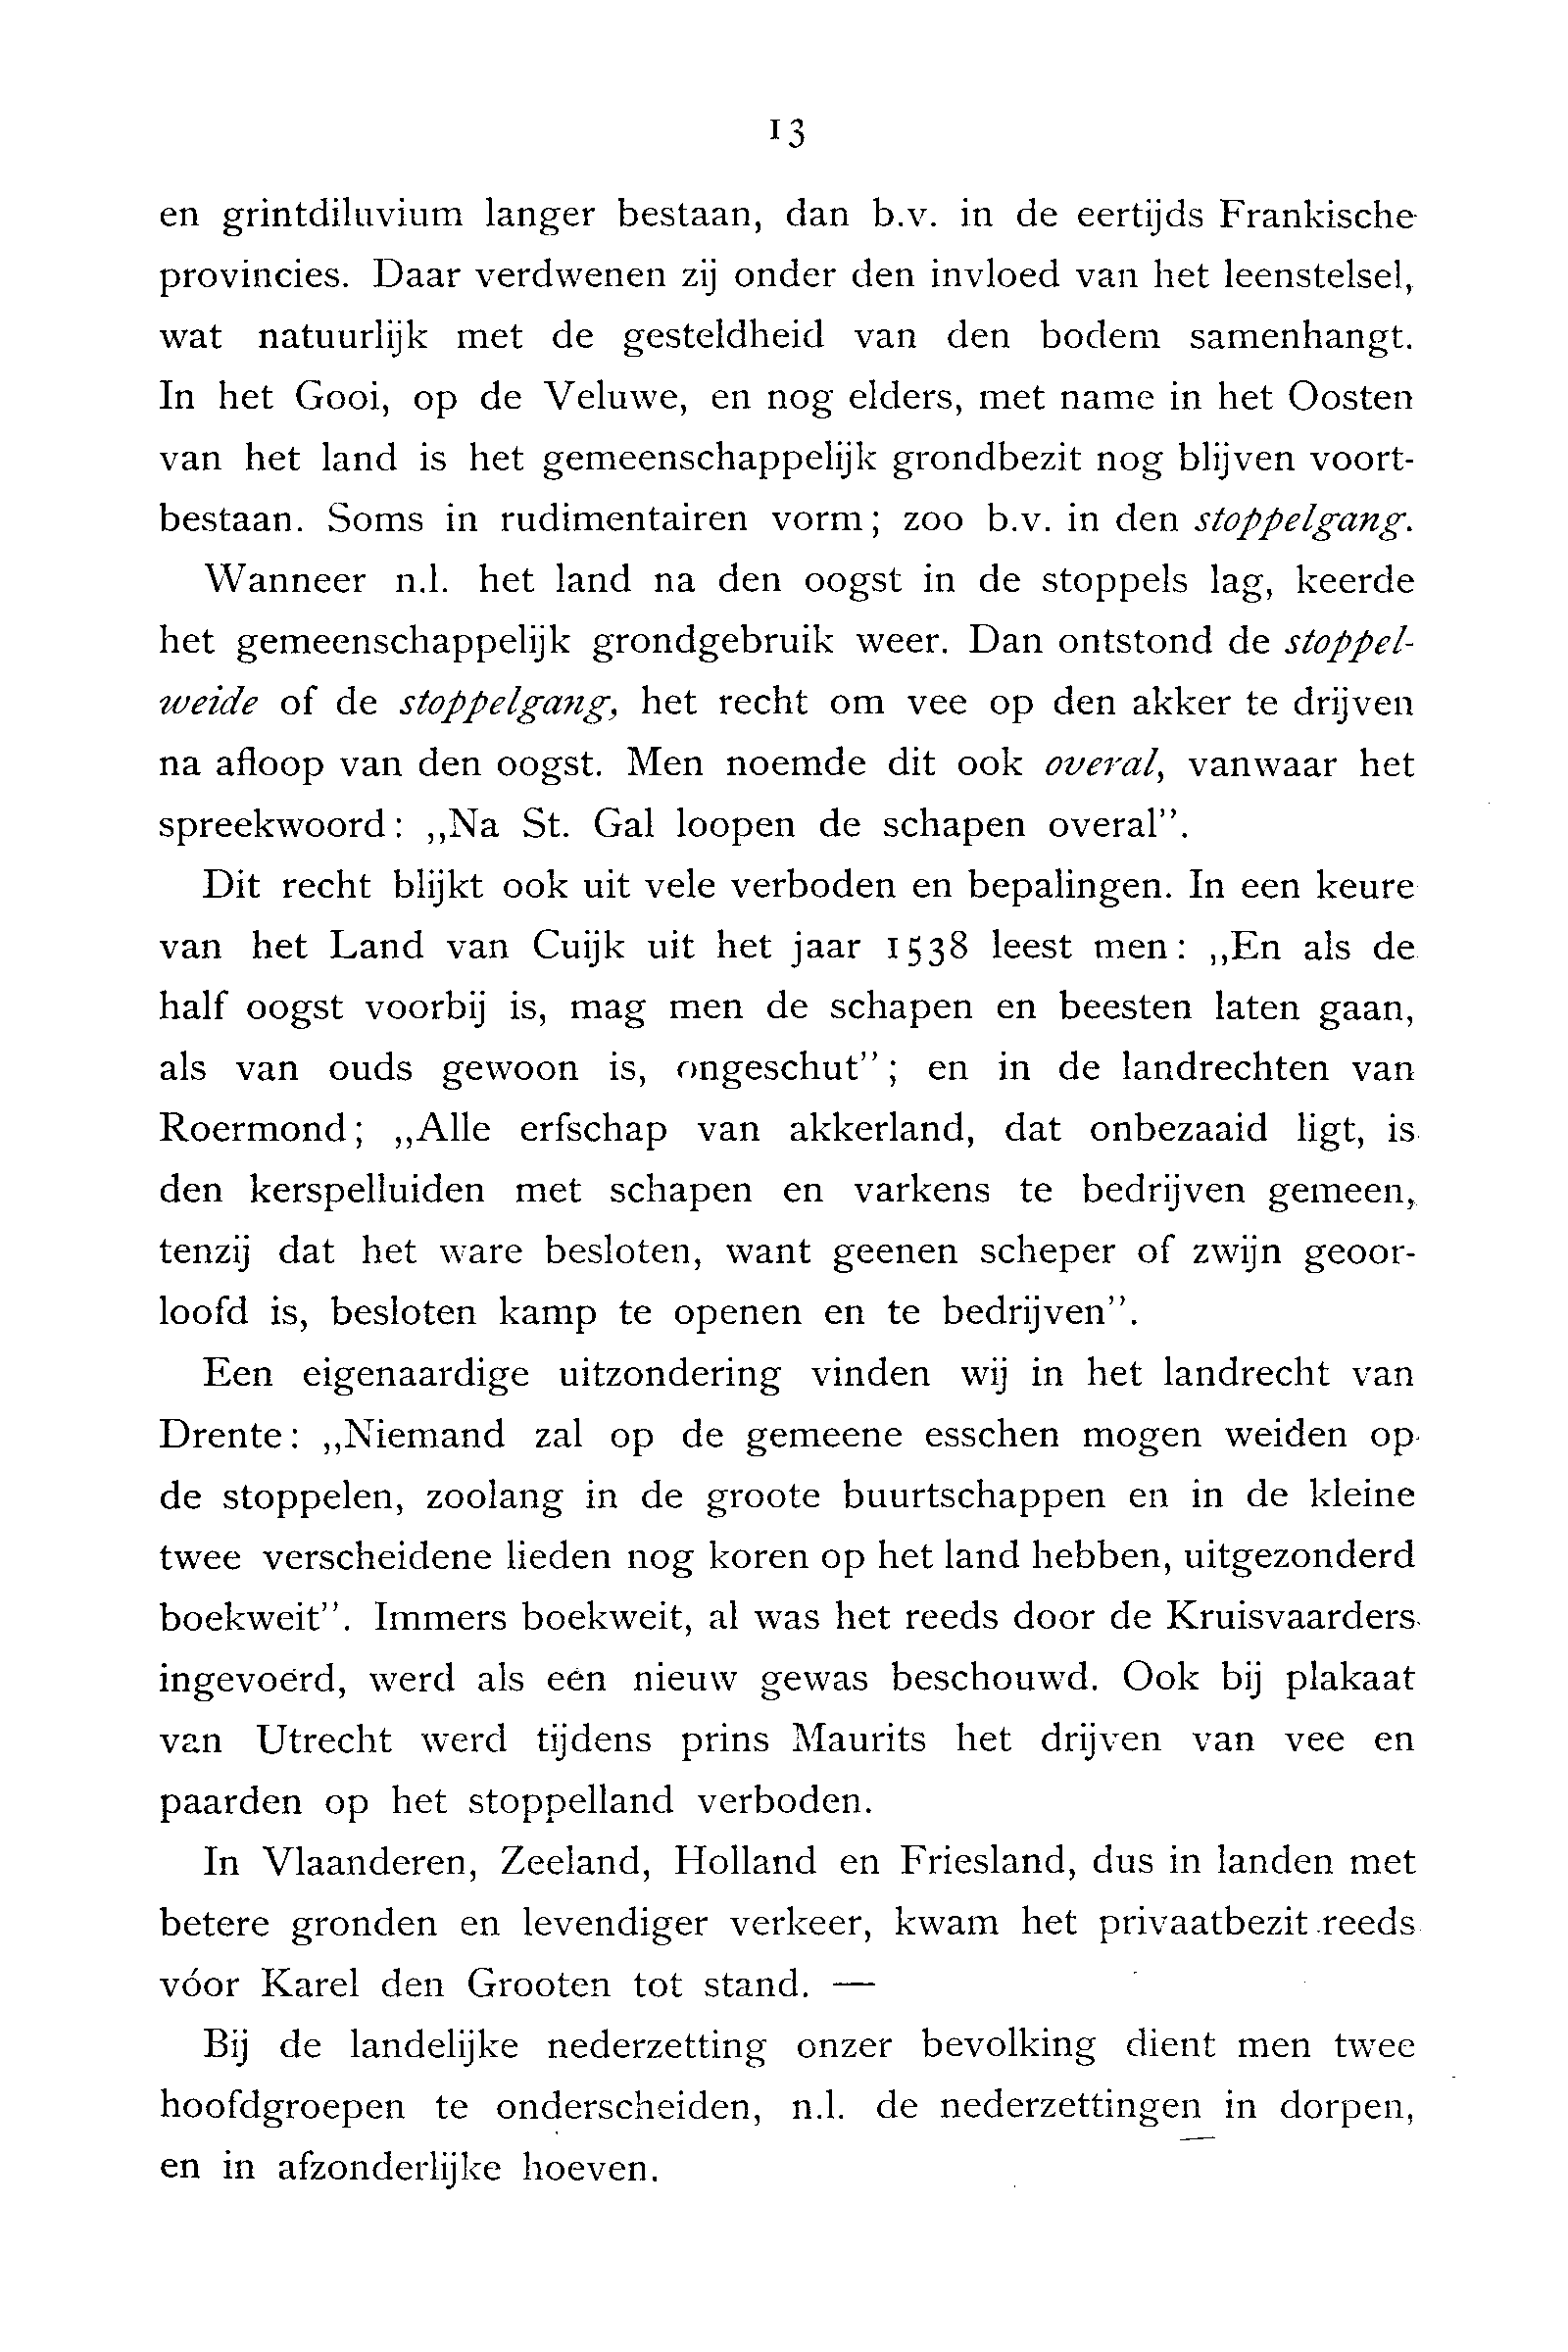 13
en grintdiluvium langer bestaan, dan b.v. in de eertijds Frankische
provincies. Daar verdwenen zij onder den invloed van het leenstelsel,
wat natuurlijk met de gesteldheid van den bodem samenhangt.
In het Gooi, op de Veluwe, en nog elders, met name in het Oosten
van het land is het gemeenschappelijk grondbezit nog blijven voort-
bestaan. Soms in rudimentairen vorm; zoo b.v. in den stoppelgang.
Wanneer n.l. het land na den oogst in de stoppels lag, keerde
het gemeenschappelijk grondgebruik weer. Dan ontstond de stoppel-
weide of de stoppelgang, het recht om vee op den akker te drijven
na afloop van den oogst. Men noemde dit ook overal, vanwaar het
spreekwoord: „Na St. Gal loopen de schapen overal”.
Dit recht blijkt ook uit vele verboden en bepalingen. In een keure
van het Land van Cuijk uit het jaar 1538 leest men: „En als de
half oogst voorbij is, mag men de schapen en beesten laten gaan,
als van ouds gewoon is, ongeschut”; en in de landrechten van
Roermond; „Alle erfschap van akkerland, dat onbezaaid ligt, is
den kerspelluiden met schapen en varkens te bedrijven gemeen,
tenzij dat het ware besloten, want geenen scheper of zwijn geoor-
loofd is, besloten kamp te openen en te bedrijven”.
Een eigenaardige uitzondering vinden wij in het landrecht van
Drente: „Niemand zal op de gemeene esschen mogen weiden op
de stoppelen, zoolang in de groote buurtschappen en in de kleine
twee verscheidene lieden nog koren op het land hebben, uitgezonderd
boekweit”. Immers boekweit, al was het reeds door de Kruisvaarders
ingevoerd, werd als een nieuw gewas beschouwd. Ook bij plakaat
van Utrecht werd tijdens prins Maurits het drijven van vee en
paarden op het stoppelland verboden.
In Vlaanderen, Zeeland, Holland en Friesland, dus in landen met
betere gronden en levendiger verkeer, kwam het privaatbezit reeds
vóor Karel den Grooten tot stand. —
Bij de landelijke nederzetting onzer bevolking dient men twee
hoofdgroepen te onderscheiden, n.l. de nederzettingen in dorpen,
en in afzonderlijke hoeven.